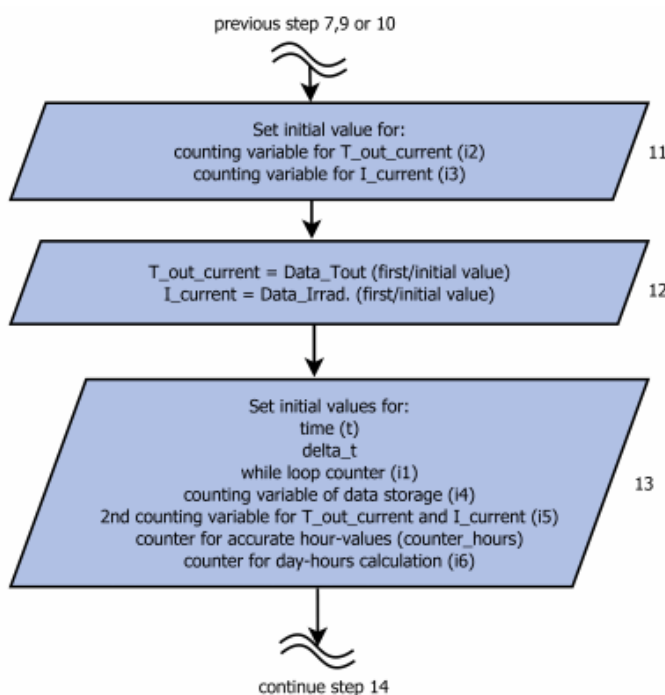 previous step 7,9 or 10
Set initial value for:
counting variable for T_out_current (i2)
counting variable for I_current (i3)
11
T_out_current = Data_Tout (first/initial value)
I_current = Data_Irrad. (first/initial value)
12
Set initial values for:
time (t)
delta_t
while loop counter (i1)
counting variable of data storage (i4)
2nd counting variable for T_out_current and I_current (i5)
counter for accurate hour-values (counter_hours)
counter for day-hours calculation (i6)
13
continue step 14